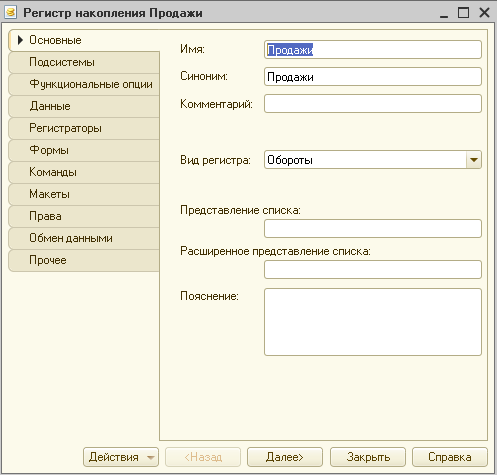 Регистр накопления Продажи
Основные
Подсистемы
Функциональные опции
Данные
Регистраторы
Формы
Команды
Макеты
Права
Обмен данными
Прочее
Имя: Продажи
Синоним: Продажи
Комментарий:
Вид регистра: Обороты
Представление списка:
Расширенное представление списка:
Пояснение:
Действия <Назад Далее> Закрыть Справка